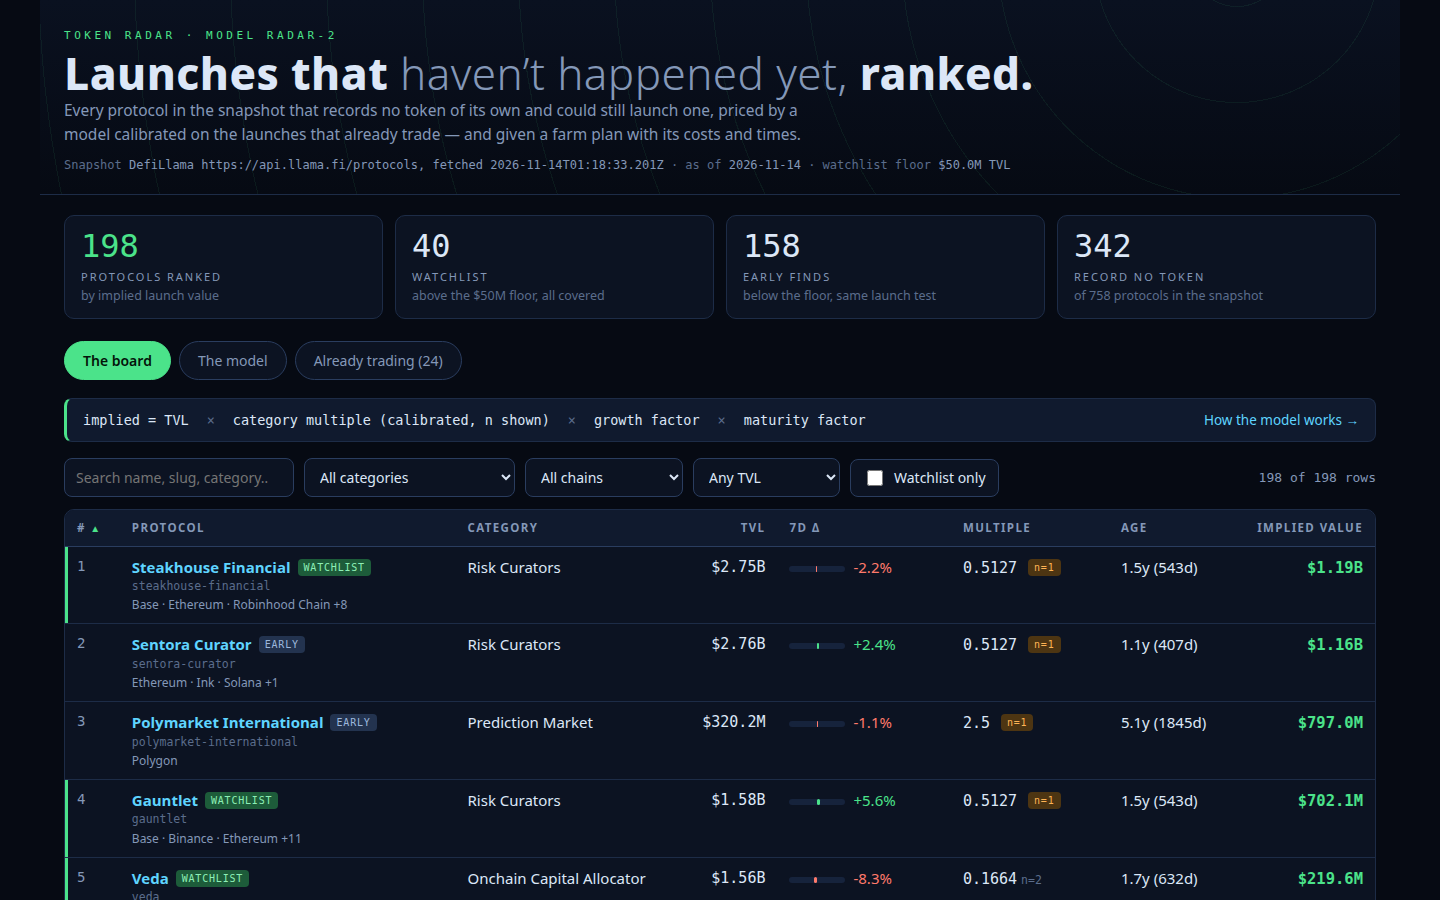 TOKEN RADAR · MODEL RADAR-2
Launches that haven't happened yet, ranked.
Every protocol in the snapshot that records no token of its own and could still launch one, priced by a
model calibrated on the launches that already trade — and given a farm plan with its costs and times.
Snapshot DefiLlama https://api.llama.fi/protocols, fetched 2026-11-14T01:18:33.201Z · as of 2026-11-14 · watchlist floor $50.0M TVL
198
PROTOCOLS RANKED
by implied launch value
40
WATCHLIST
above the $50M floor, all covered
158
EARLY FINDS
below the floor, same launch test
342
RECORD NO TOKEN
of 758 protocols in the snapshot
The board The model Already trading (24)
implied = TVL × category multiple (calibrated, n shown) × growth factor × maturity factor How the model works →
Search name, slug, category.. All categories All chains Any TVL Watchlist only 198 of 198 rows
# ▲ PROTOCOL CATEGORY TVL 7D Δ MULTIPLE AGE IMPLIED VALUE
1 Steakhouse Financial WATCHLIST Risk Curators $2.75B -2.2% 0.5127 n=1 1.5y (543d) $1.19B
steakhouse-financial
Base · Ethereum · Robinhood Chain +8
2 Sentora Curator EARLY Risk Curators $2.76B +2.4% 0.5127 n=1 1.1y (407d) $1.16B
sentora-curator
Ethereum · Ink · Solana +1
3 Polymarket International EARLY Prediction Market $320.2M -1.1% 2.5 n=1 5.1y (1845d) $797.0M
polymarket-international
Polygon
4 Gauntlet WATCHLIST Risk Curators $1.58B +5.6% 0.5127 n=1 1.5y (543d) $702.1M
gauntlet
Base · Binance · Ethereum +11
5 Veda WATCHLIST Onchain Capital Allocator $1.56B -8.3% 0.1664 n=2 1.7y (632d) $219.6M
veda